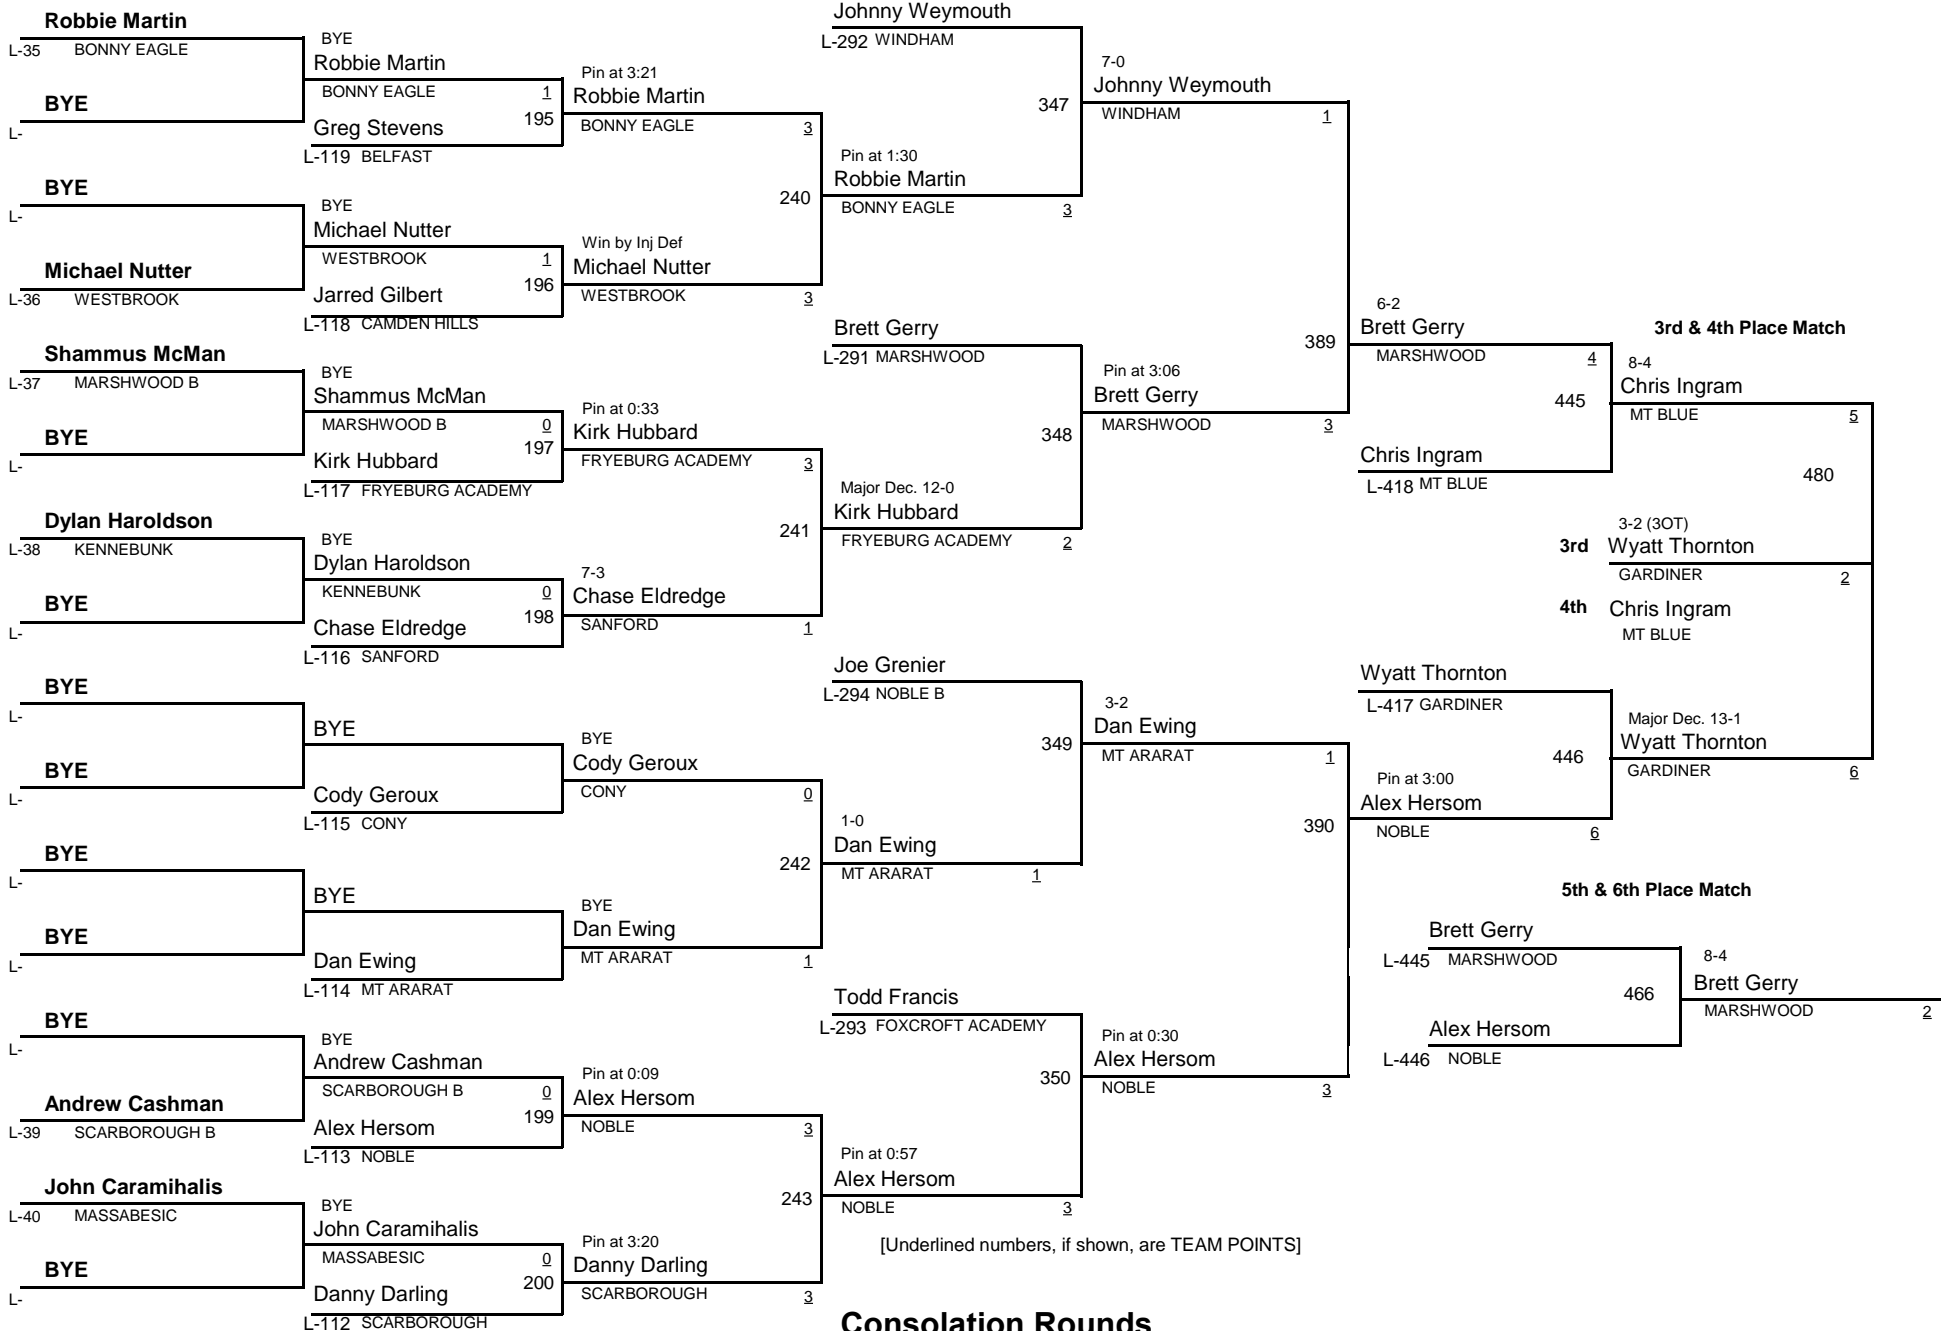 Robbie Martin
L-35 BONNY EAGLE
BYE
L-
BYE
L-
Michael Nutter
L-36 WESTBROOK
Shammus McMan
L-37 MARSHWOOD B
BYE
L-
Dylan Haroldson
L-38 KENNEBUNK
BYE
L-
BYE
L-
BYE
L-
BYE
L-
BYE
L-
BYE
L-
Andrew Cashman
L-39 SCARBOROUGH B
John Caramihalis
L-40 MASSABESIC
BYE
L-
BYE
Robbie Martin
BONNY EAGLE 1
195
Greg Stevens
L-119 BELFAST
BYE
Michael Nutter
WESTBROOK 1
196
Jarred Gilbert
L-118 CAMDEN HILLS
BYE
Shammus McMan
MARSHWOOD B 0
197
Kirk Hubbard
L-117 FRYEBURG ACADEMY
BYE
Dylan Haroldson
KENNEBUNK 0
198
Chase Eldredge
L-116 SANFORD
BYE
Cody Geroux
L-115 CONY
BYE
Dan Ewing
L-114 MT ARARAT
BYE
Andrew Cashman
SCARBOROUGH B 0
199
Alex Hersom
L-113 NOBLE
BYE
John Caramihalis
MASSABESIC 0
200
Danny Darling
L-112 SCARBOROUGH
Pin at 3:21
Robbie Martin
BONNY EAGLE 3
240
Win by Inj Def
Michael Nutter
WESTBROOK 3
Pin at 0:33
Kirk Hubbard
FRYEBURG ACADEMY 3
241
7-3
Chase Eldredge
SANFORD 1
BYE
Cody Geroux
CONY 0
242
BYE
Dan Ewing
MT ARARAT 1
Pin at 0:09
Alex Hersom
NOBLE 3
243
Pin at 3:20
Danny Darling
SCARBOROUGH 3
Johnny Weymouth
L-292 WINDHAM
347
Pin at 1:30
Robbie Martin
BONNY EAGLE 3
Brett Gerry
L-291 MARSHWOOD
348
Major Dec. 12-0
Kirk Hubbard
FRYEBURG ACADEMY 2
Joe Grenier
L-294 NOBLE B
349
1-0
Dan Ewing
MT ARARAT 1
Todd Francis
L-293 FOXCROFT ACADEMY
350
Pin at 0:57
Alex Hersom
NOBLE 3
7-0
Johnny Weymouth
WINDHAM 1
389
Pin at 3:06
Brett Gerry
MARSHWOOD 3
3-2
Dan Ewing
MT ARARAT 1
390
Pin at 0:30
Alex Hersom
NOBLE 3
6-2
Brett Gerry
MARSHWOOD 4
445
Chris Ingram
L-418 MT BLUE
Wyatt Thornton
L-417 GARDINER
446
Pin at 3:00
Alex Hersom
NOBLE 6
3rd & 4th Place Match
8-4
Chris Ingram
MT BLUE 5
480
3-2 (3OT)
3rd Wyatt Thornton
GARDINER 2
4th Chris Ingram
MT BLUE
Major Dec. 13-1
Wyatt Thornton
GARDINER 6
5th & 6th Place Match
Brett Gerry
L-445 MARSHWOOD
466
Alex Hersom
L-446 NOBLE
8-4
Brett Gerry
MARSHWOOD 2
[Underlined numbers, if shown, are TEAM POINTS]
Consolation Rounds